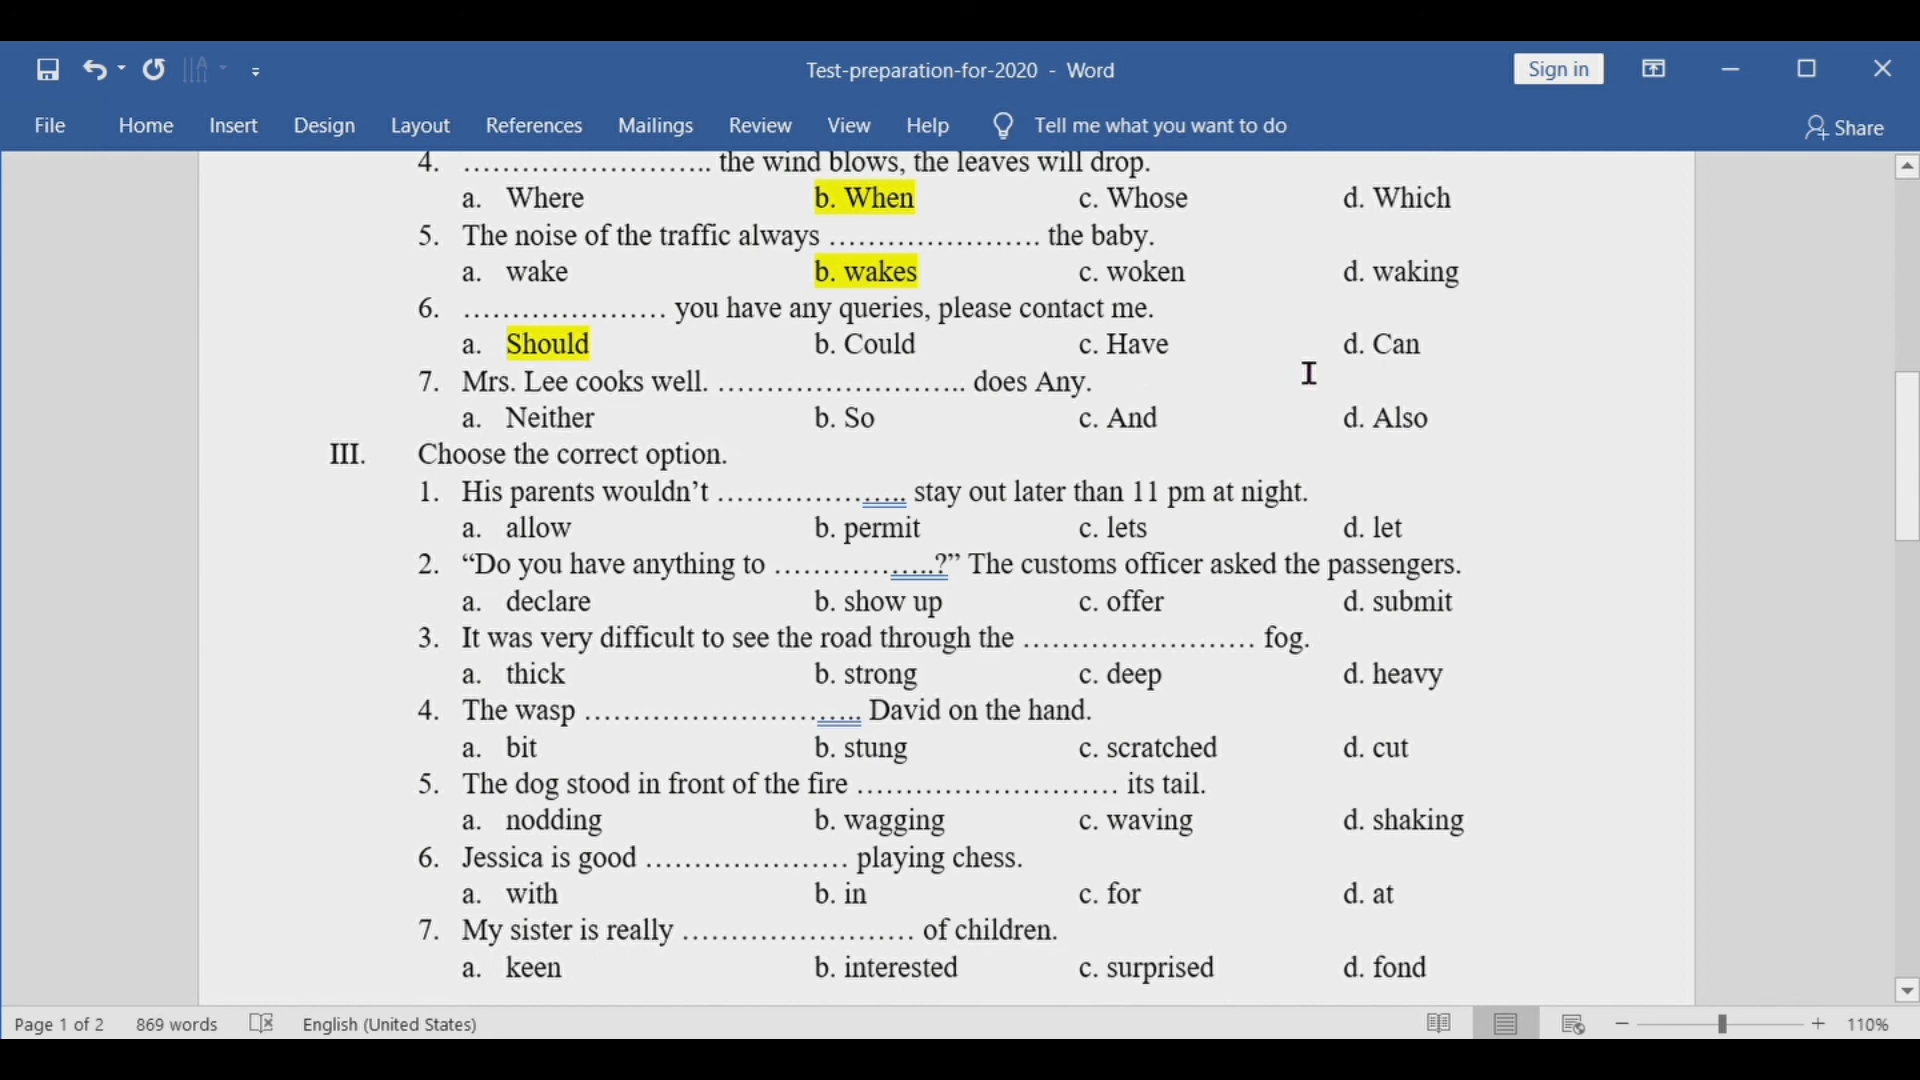 Test-preparation-for-2020 - Word
Sign in
File Home Insert Design Layout References Mailings Review View Help Tell me what you want to do Share
4. …………………….. the wind blows, the leaves will drop.
a. Where b. When c. Whose d. Which
5. The noise of the traffic always …………………. the baby.
a. wake b. wakes c. woken d. waking
6. ………………… you have any queries, please contact me.
a. Should b. Could c. Have d. Can
7. Mrs. Lee cooks well. …………………….. does Any.
a. Neither b. So c. And d. Also
III. Choose the correct option.
1. His parents wouldn’t ……………….. stay out later than 11 pm at night.
a. allow b. permit c. lets d. let
2. “Do you have anything to ……………..?” The customs officer asked the passengers.
a. declare b. show up c. offer d. submit
3. It was very difficult to see the road through the …………………… fog.
a. thick b. strong c. deep d. heavy
4. The wasp ……………………….. David on the hand.
a. bit b. stung c. scratched d. cut
5. The dog stood in front of the fire ……………………… its tail.
a. nodding b. wagging c. waving d. shaking
6. Jessica is good ………………… playing chess.
a. with b. in c. for d. at
7. My sister is really …………………… of children.
a. keen b. interested c. surprised d. fond
Page 1 of 2 869 words English (United States) 110%